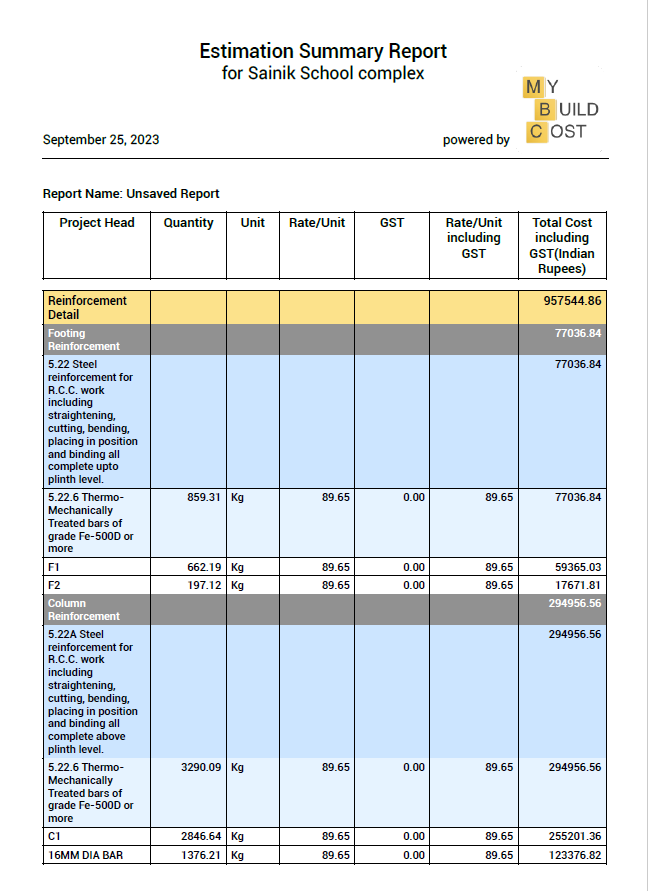 Estimation Summary Report
for Sainik School complex
MY
BUILD
COST
September 25, 2023 powered by
Report Name: Unsaved Report
Project Head Quantity Unit Rate/Unit GST Rate/Unit including GST Total Cost including GST(Indian Rupees)
Reinforcement Detail 957544.86
Footing Reinforcement 77036.84
5.22 Steel reinforcement for R.C.C. work including straightening, cutting, bending, placing in position and binding all complete upto plinth level. 77036.84
5.22.6 Thermo-Mechanically Treated bars of grade Fe-500D or more 859.31 Kg 89.65 0.00 89.65 77036.84
F1 662.19 Kg 89.65 0.00 89.65 59365.03
F2 197.12 Kg 89.65 0.00 89.65 17671.81
Column Reinforcement 294956.56
5.22A Steel reinforcement for R.C.C. work including straightening, cutting, bending, placing in position and binding all complete above plinth level. 294956.56
5.22.6 Thermo-Mechanically Treated bars of grade Fe-500D or more 3290.09 Kg 89.65 0.00 89.65 294956.56
C1 2846.64 Kg 89.65 0.00 89.65 255201.36
16MM DIA BAR 1376.21 Kg 89.65 0.00 89.65 123376.82